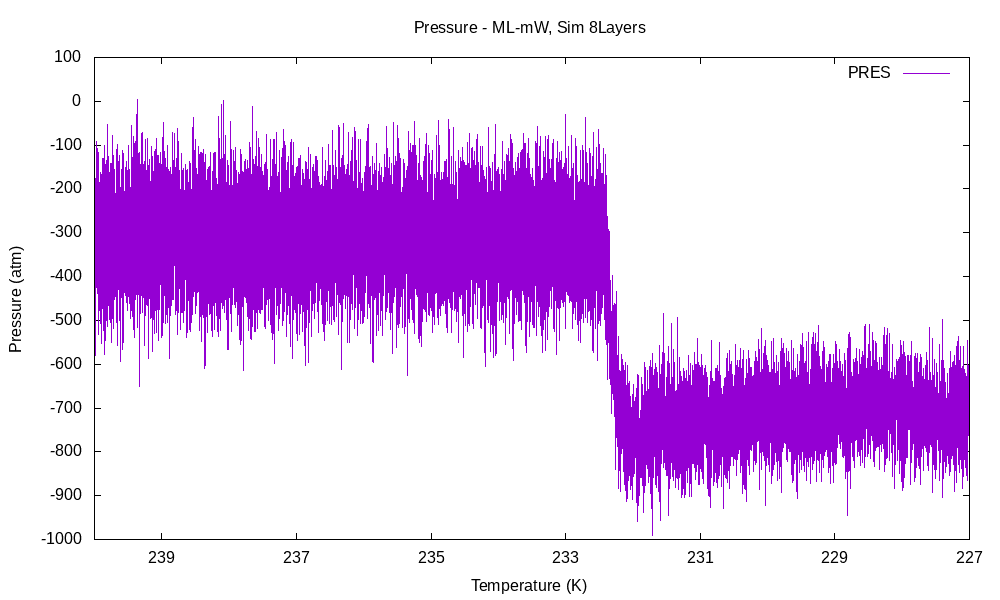 Pressure - ML-mW, Sim 8Layers
PRES
100
0
-100
-200
-300
-400
-500
-600
-700
-800
-900
-1000
Pressure (atm)
239 237 235 233 231 229 227
Temperature (K)